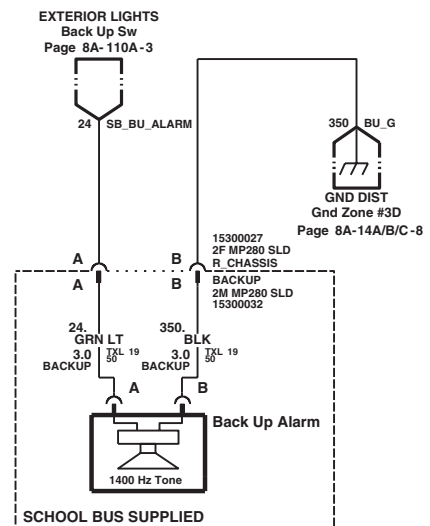 EXTERIOR LIGHTS
Back Up Sw
Page 8A-110A-3
24 SB_BU_ALARM
350 BU_G
GND DIST
Gnd Zone #3D
Page 8A-14A/B/C-8
A B
15300027
2F MP280 SLD
R_CHASSIS
A B
BACKUP
2M MP280 SLD
15300032
24. 350.
GRN LT BLK
3.0 TXL 19 3.0 TXL 19
50 50
BACKUP BACKUP
A B
Back Up Alarm
1400 Hz Tone
SCHOOL BUS SUPPLIED